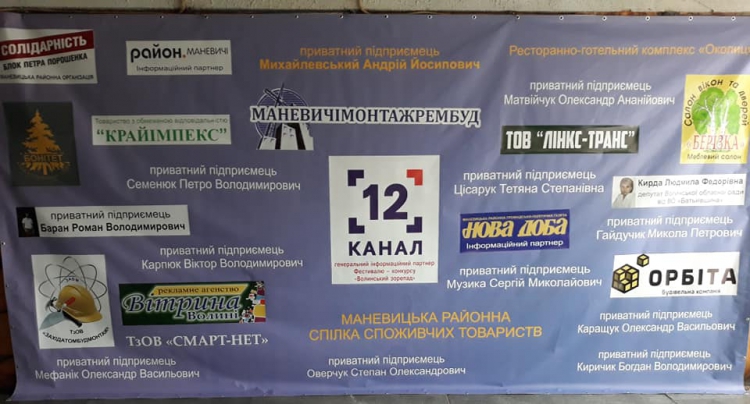 СОЛІДАРНІСТЬ
БЛОК ПЕТРА ПОРОШЕНКА
МАНЕВИЦЬКА РАЙОННА ОРГАНІЗАЦІЯ
район.МАНЕВИЧІ
Інформаційний партнер
приватний підприємець
Михайлевський Андрій Йосипович
Ресторанно-готельний комплекс «Околиця
приватний підприємець
Матвійчук Олександр Ананійович
Салон вікон та дверей
БЕРІЗКА
Меблевий салон
БОНІТЕТ
Товариство з обмеженою відповідальністю
"КРАЙІМПЕКС"
МАНЕВИЧІМОНТАЖРЕМБУД
ТОВ "ЛІНКС-ТРАНС"
приватний підприємець
Семенюк Петро Володимирович
12
КАНАЛ
генеральний інформаційний партнер
Фестивалю - конкурсу
«Волинський зорепад»
приватний підприємець
Цісарук Тетяна Степанівна
Кирда Людмила Федорівна
депутат Волинської обласної ради
від ВО «Батьківщина»
приватний підприємець
Баран Роман Володимирович
НОВА ДОБА
Інформаційний партнер
приватний підприємець
Гайдучик Микола Петрович
приватний підприємець
Карпюк Віктор Володимирович
приватний підприємець
Музика Сергій Миколайович
ОРБІТА
Будівельна компанія
ТзОВ
«ЗАХІДАТОМБУДМОНТАЖ»
рекламне агенство
Вітрина
Волині
ТзОВ «СМАРТ-НЕТ»
МАНЕВИЦЬКА РАЙОННА
СПІЛКА СПОЖИВЧИХ ТОВАРИСТВ
приватний підприємець
Каращук Олександр Васильович
приватний підприємець
Мефанік Олександр Васильович
приватний підприємець
Оверчук Степан Олександрович
приватний підприємець
Киричик Богдан Володимирович